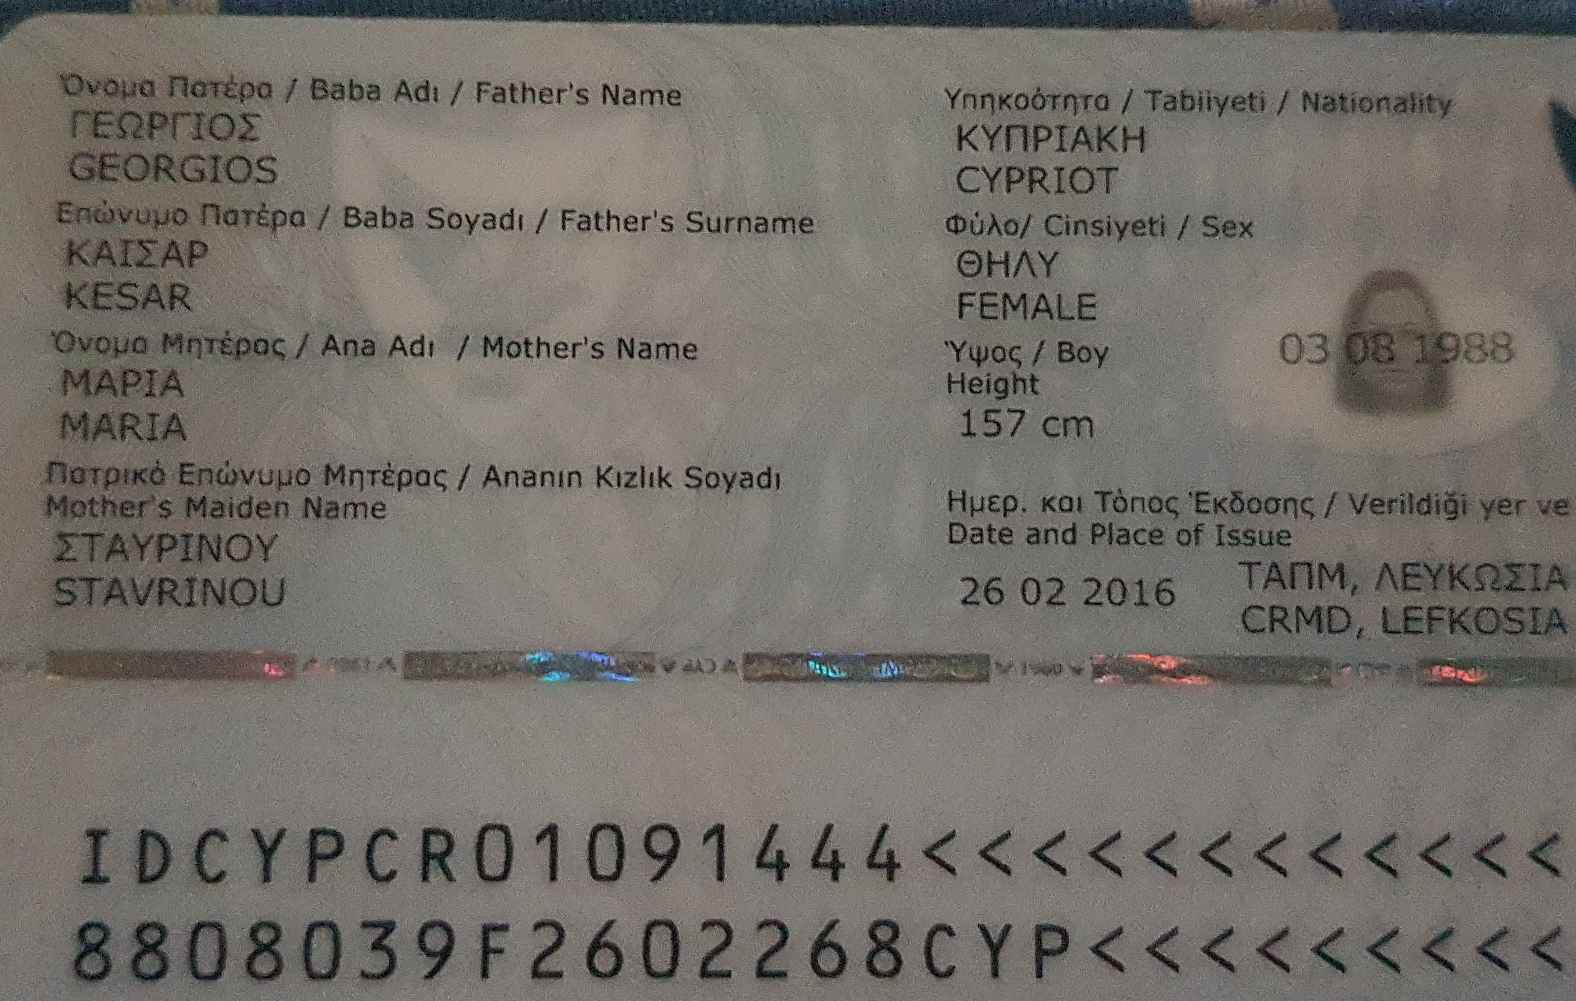 Όνομα Πατέρα / Baba Adı / Father's Name
ΓΕΩΡΓΙΟΣ
GEORGIOS
Επώνυμο Πατέρα / Baba Soyadı / Father's Surname
ΚΑΙΣΑΡ
KESAR
Όνομα Μητέρας / Ana Adı / Mother's Name
ΜΑΡΙΑ
MARIA
Πατρικό Επώνυμο Μητέρας / Ananın Kızlık Soyadı
Mother's Maiden Name
ΣΤΑΥΡΙΝΟΥ
STAVRINOU
Υπηκοότητα / Tabiiyeti / Nationality
ΚΥΠΡΙΑΚΗ
CYPRIOT
Φύλο/ Cinsiyeti / Sex
ΘΗΛΥ
FEMALE
Ύψος / Boy
Height
157 cm
03 08 1988
Ημερ. και Τόπος Έκδοσης / Verildiği yer ve
Date and Place of Issue
26 02 2016
ΤΑΠΜ, ΛΕΥΚΩΣΙΑ
CRMD, LEFKOSIA
IDCYPCR01091444<<<<<<<<<<<<
8808039F2602268CYP<<<<<<<<<